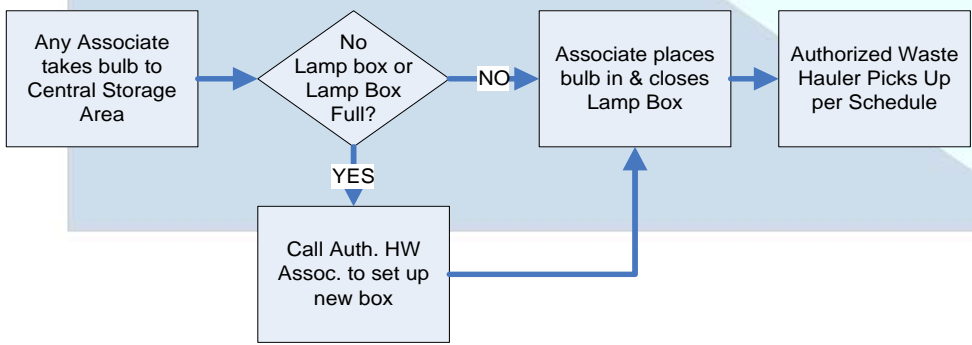 Any Associate
takes bulb to
Central Storage
Area
No
Lamp box or
Lamp Box
Full?
NO
Associate places
bulb in & closes
Lamp Box
Authorized Waste
Hauler Picks Up
per Schedule
YES
Call Auth. HW
Assoc. to set up
new box